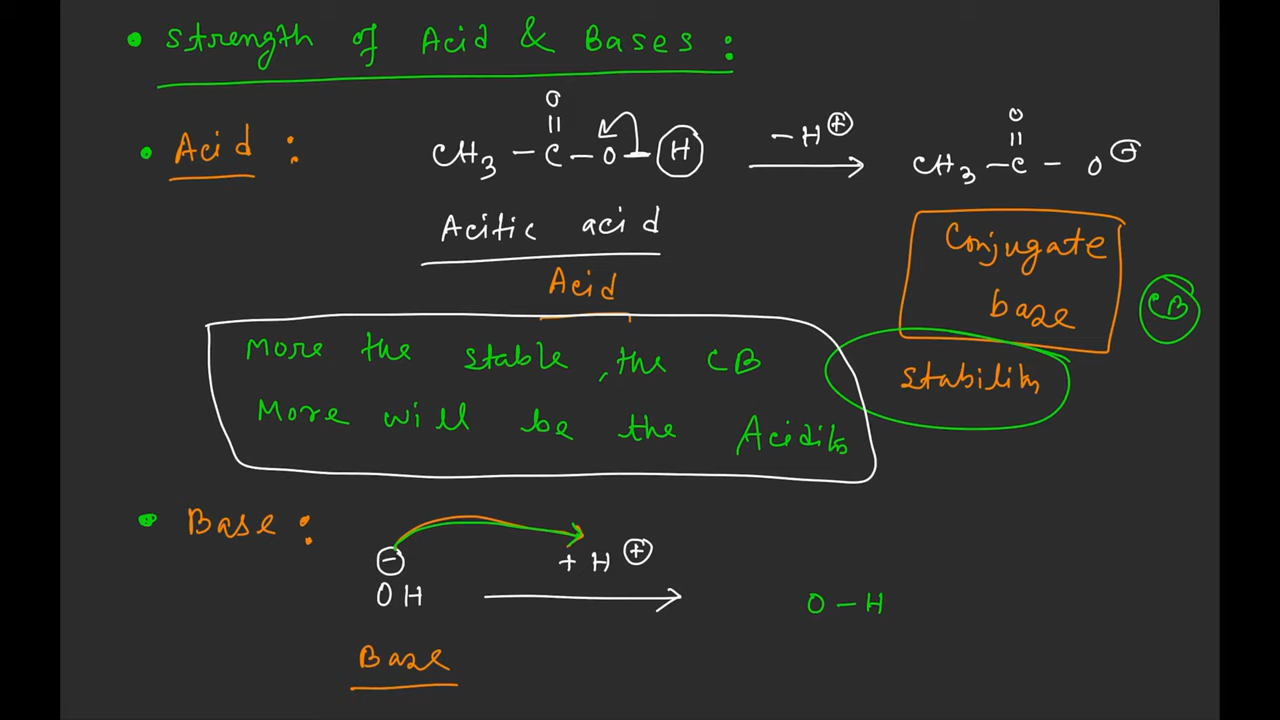 • Strength of Acid & Bases :
• Acid :
O
||
CH3 – C – O – H
– H ⊕
O
||
CH3 – C – O ⊖
Acitic acid
Acid
Conjugate
base
CB
More the stable, the CB
More will be the Acidity
stability
• Base :
⊖
OH
+ H ⊕
O – H
Base